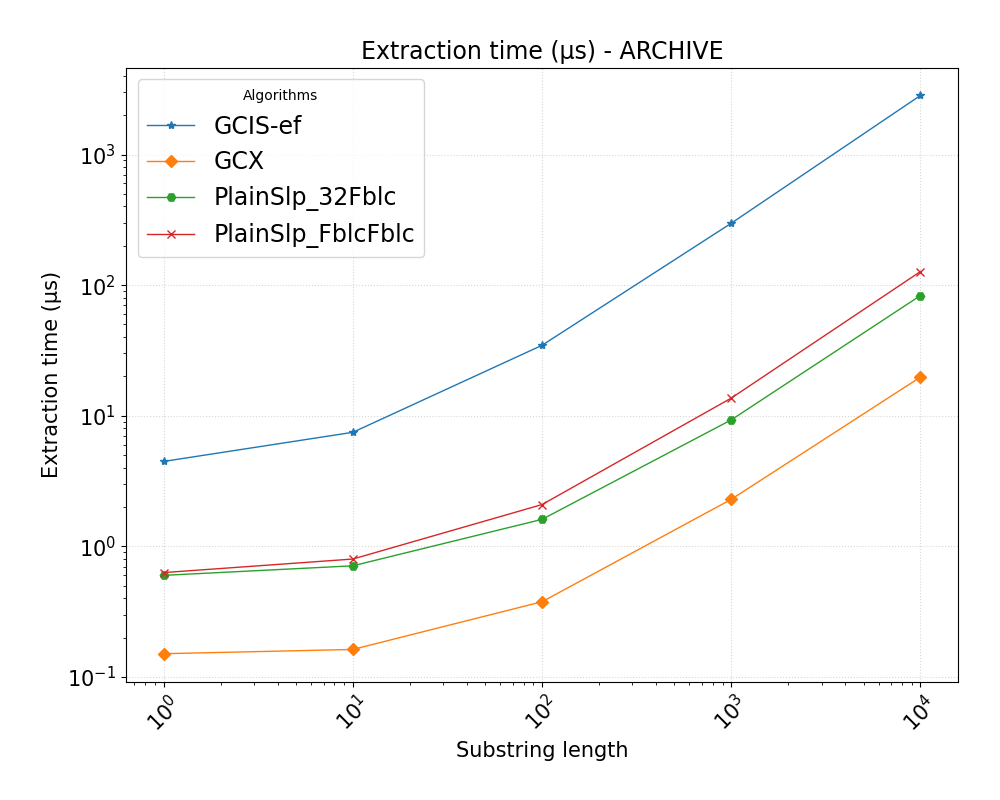 Extraction time (µs) - ARCHIVE
Algorithms
GCIS-ef
GCX
PlainSlp_32Fblc
PlainSlp_FblcFblc
Extraction time (µs)
10³
10²
10¹
10⁰
10⁻¹
10⁰ 10¹ 10² 10³ 10⁴
Substring length